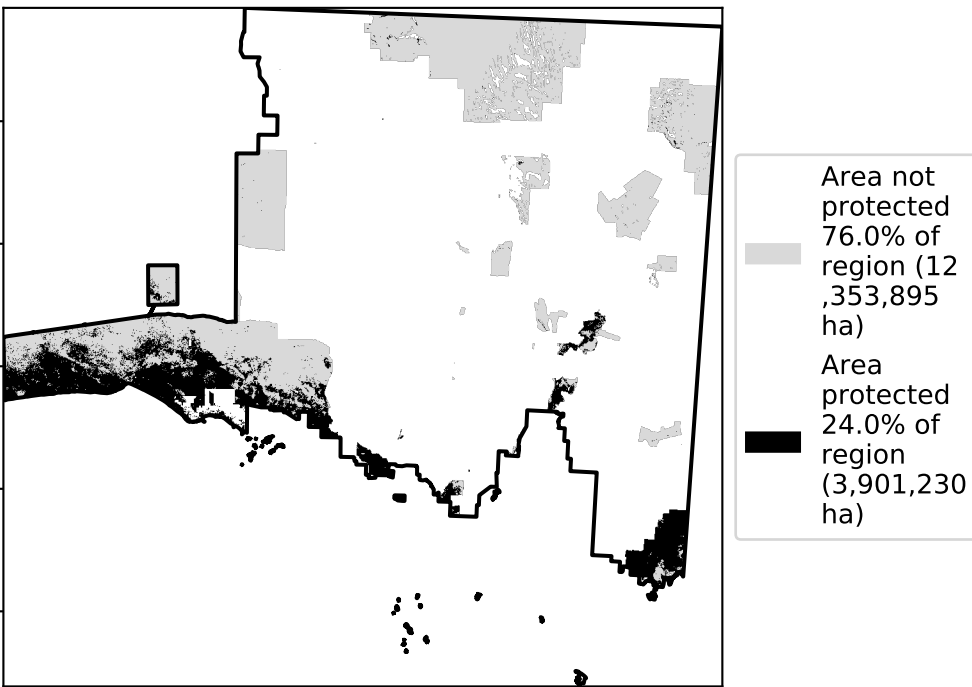 Area not
protected
76.0% of
region (12
,353,895
ha)
Area
protected
24.0% of
region
(3,901,230
ha)